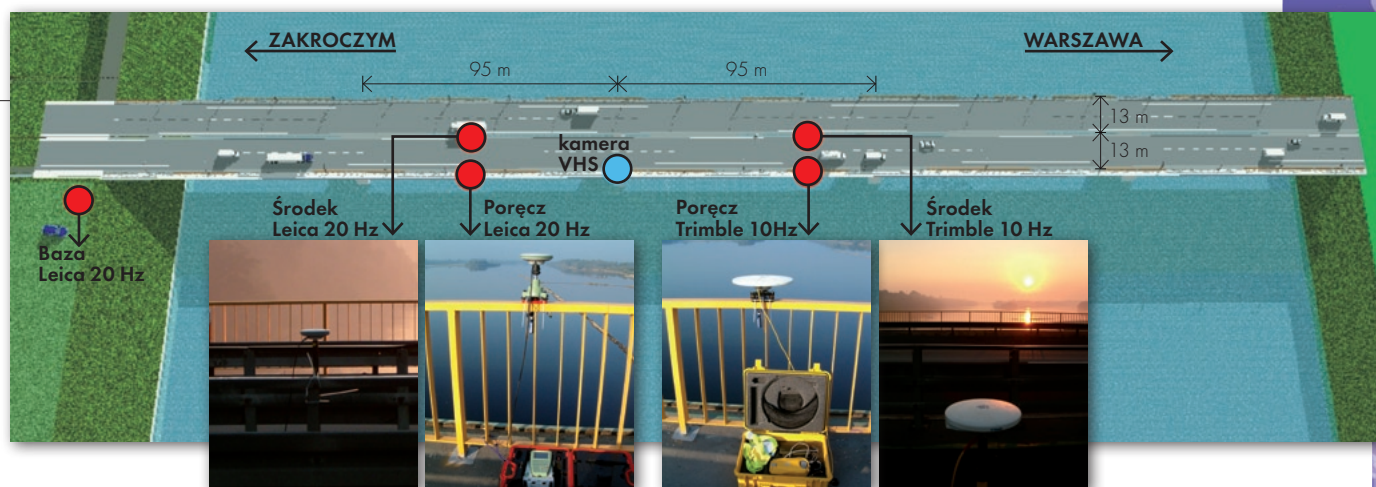 ZAKROCZYM
WARSZAWA
95 m
95 m
13 m
13 m
kamera
VHS
Środek
Leica 20 Hz
Poręcz
Leica 20 Hz
Poręcz
Trimble 10Hz
Środek
Trimble 10 Hz
Baza
Leica 20 Hz